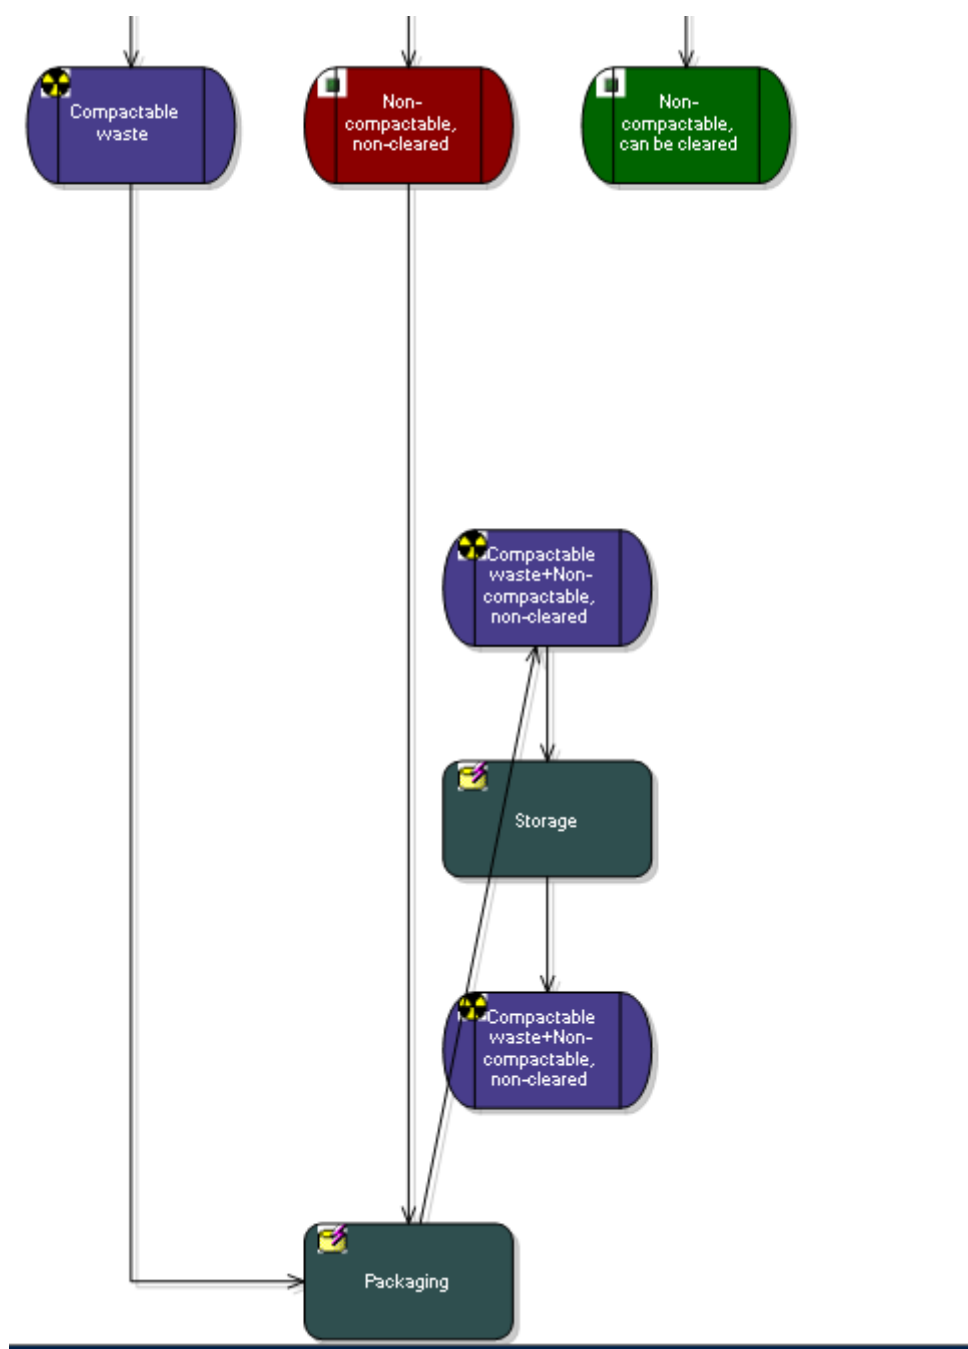 Compactable
waste
Non-
compactable,
non-cleared
Non-
compactable,
can be cleared
Compactable
waste+Non-
compactable,
non-cleared
Storage
Compactable
waste+Non-
compactable,
non-cleared
Packaging